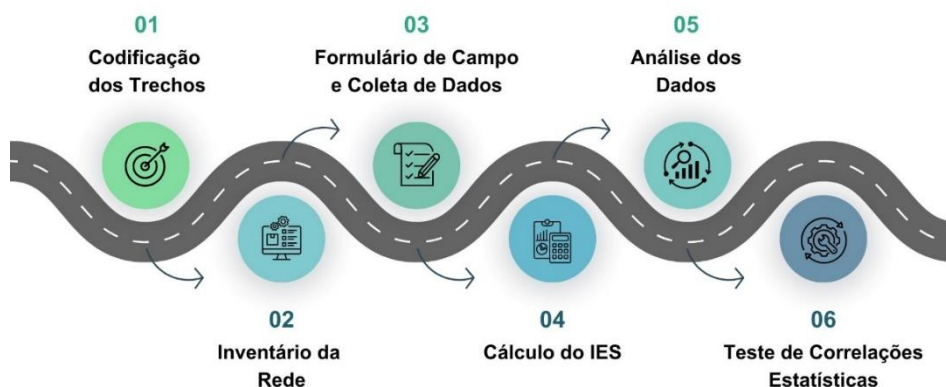 01
Codificação
dos Trechos
02
Inventário da
Rede
03
Formulário de Campo
e Coleta de Dados
04
Cálculo do IES
05
Análise dos
Dados
06
Teste de Correlações
Estatísticas